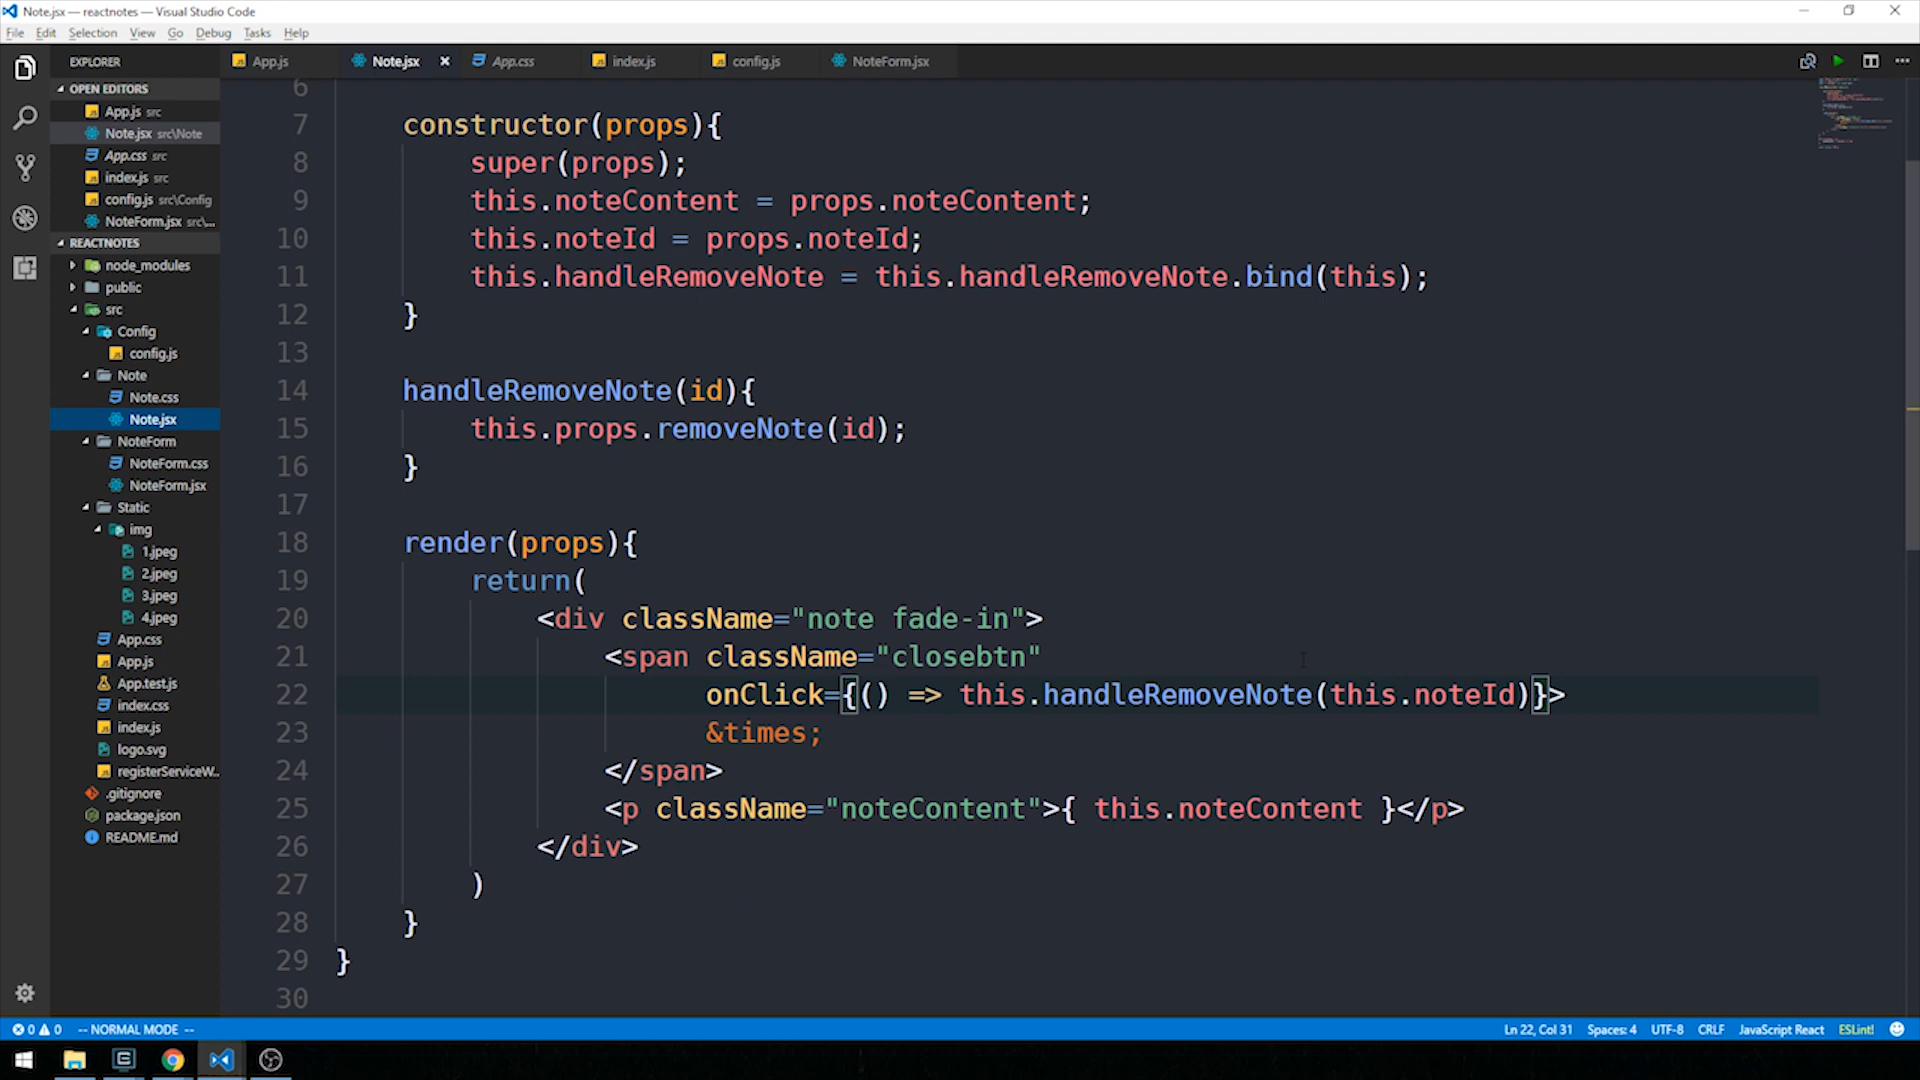 Note.jsx — reactnotes — Visual Studio Code
File Edit Selection View Go Debug Tasks Help
EXPLORER
OPEN EDITORS
App.js src
Note.jsx src\Note
App.css src
index.js src
config.js src\Config
NoteForm.jsx src\...
REACTNOTES
node_modules
public
src
Config
config.js
Note
Note.css
Note.jsx
NoteForm
NoteForm.css
NoteForm.jsx
Static
img
1.jpeg
2.jpeg
3.jpeg
4.jpeg
App.css
App.js
App.test.js
index.css
index.js
logo.svg
registerServiceW...
.gitignore
package.json
README.md
App.js Note.jsx × App.css index.js config.js NoteForm.jsx
6
7 constructor(props){
8 super(props);
9 this.noteContent = props.noteContent;
10 this.noteId = props.noteId;
11 this.handleRemoveNote = this.handleRemoveNote.bind(this);
12 }
13
14 handleRemoveNote(id){
15 this.props.removeNote(id);
16 }
17
18 render(props){
19 return(
20 <div className="note fade-in">
21 <span className="closebtn"
22 onClick={() => this.handleRemoveNote(this.noteId)}>
23 &times;
24 </span>
25 <p className="noteContent">{ this.noteContent }</p>
26 </div>
27 )
28 }
29 }
30
0 0 -- NORMAL MODE -- Ln 22, Col 31 Spaces: 4 UTF-8 CRLF JavaScript React ESLint!